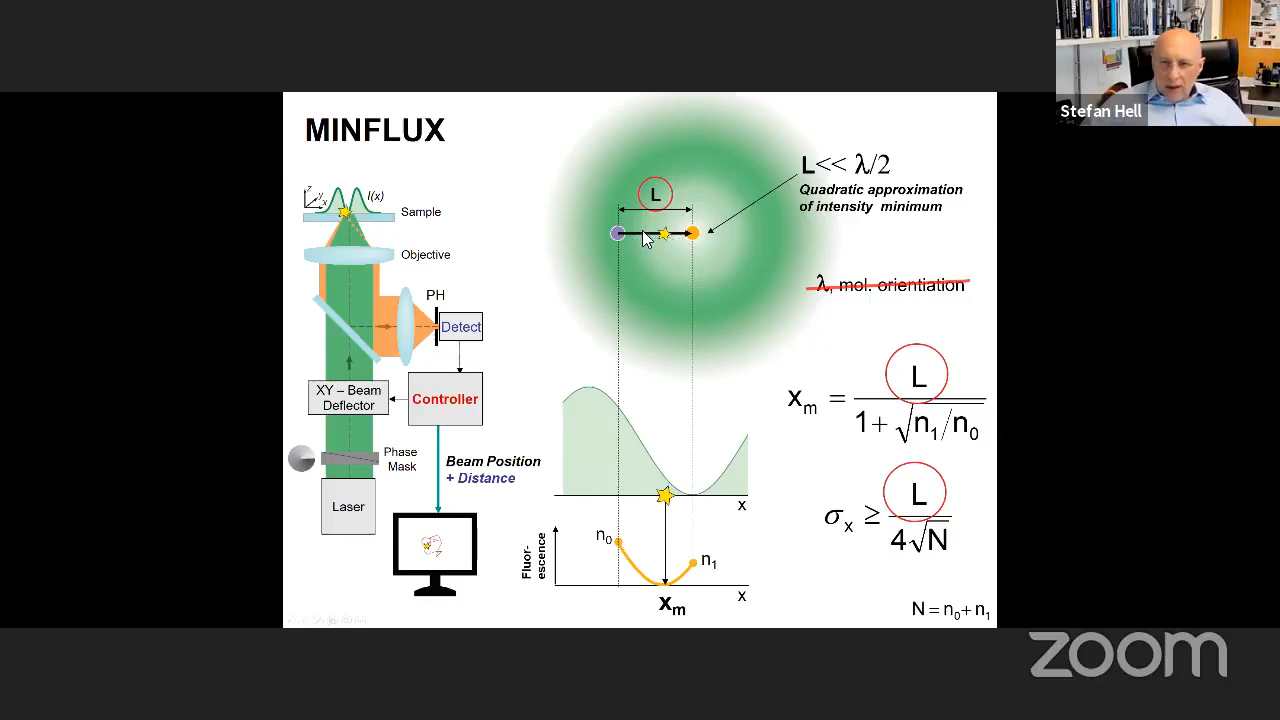 Stefan Hell
MINFLUX
z
y
x
I(x)
Sample
Objective
PH
Detect
XY – Beam
Deflector
Controller
Phase
Mask
Beam Position
+ Distance
Laser
L
L<< λ/2
Quadratic approximation
of intensity minimum
λ, mol. orientiation
x
n0
n1
Fluor-
escence
x
xm
xm = L / (1+ √n1/n0)
σx ≥ L / (4√N)
N = n0+ n1
zoom